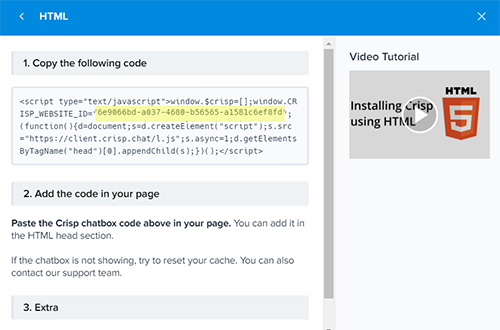 HTML
1. Copy the following code
<script type="text/javascript">window.$crisp=[];window.CR
ISP_WEBSITE_ID="6e9066bd-a037-4680-b56565-a1581c6ef8fd";
(function(){d=document;s=d.createElement("script");s.src
="https://client.crisp.chat/l.js";s.async=1;d.getElements
ByTagName("head")[0].appendChild(s);})();</script>
2. Add the code in your page
Paste the Crisp chatbox code above in your page. You can add it in
the HTML head section.
If the chatbox is not showing, try to reset your cache. You can also
contact our support team.
3. Extra
Video Tutorial
Installing Crisp
using HTML
HTML
5